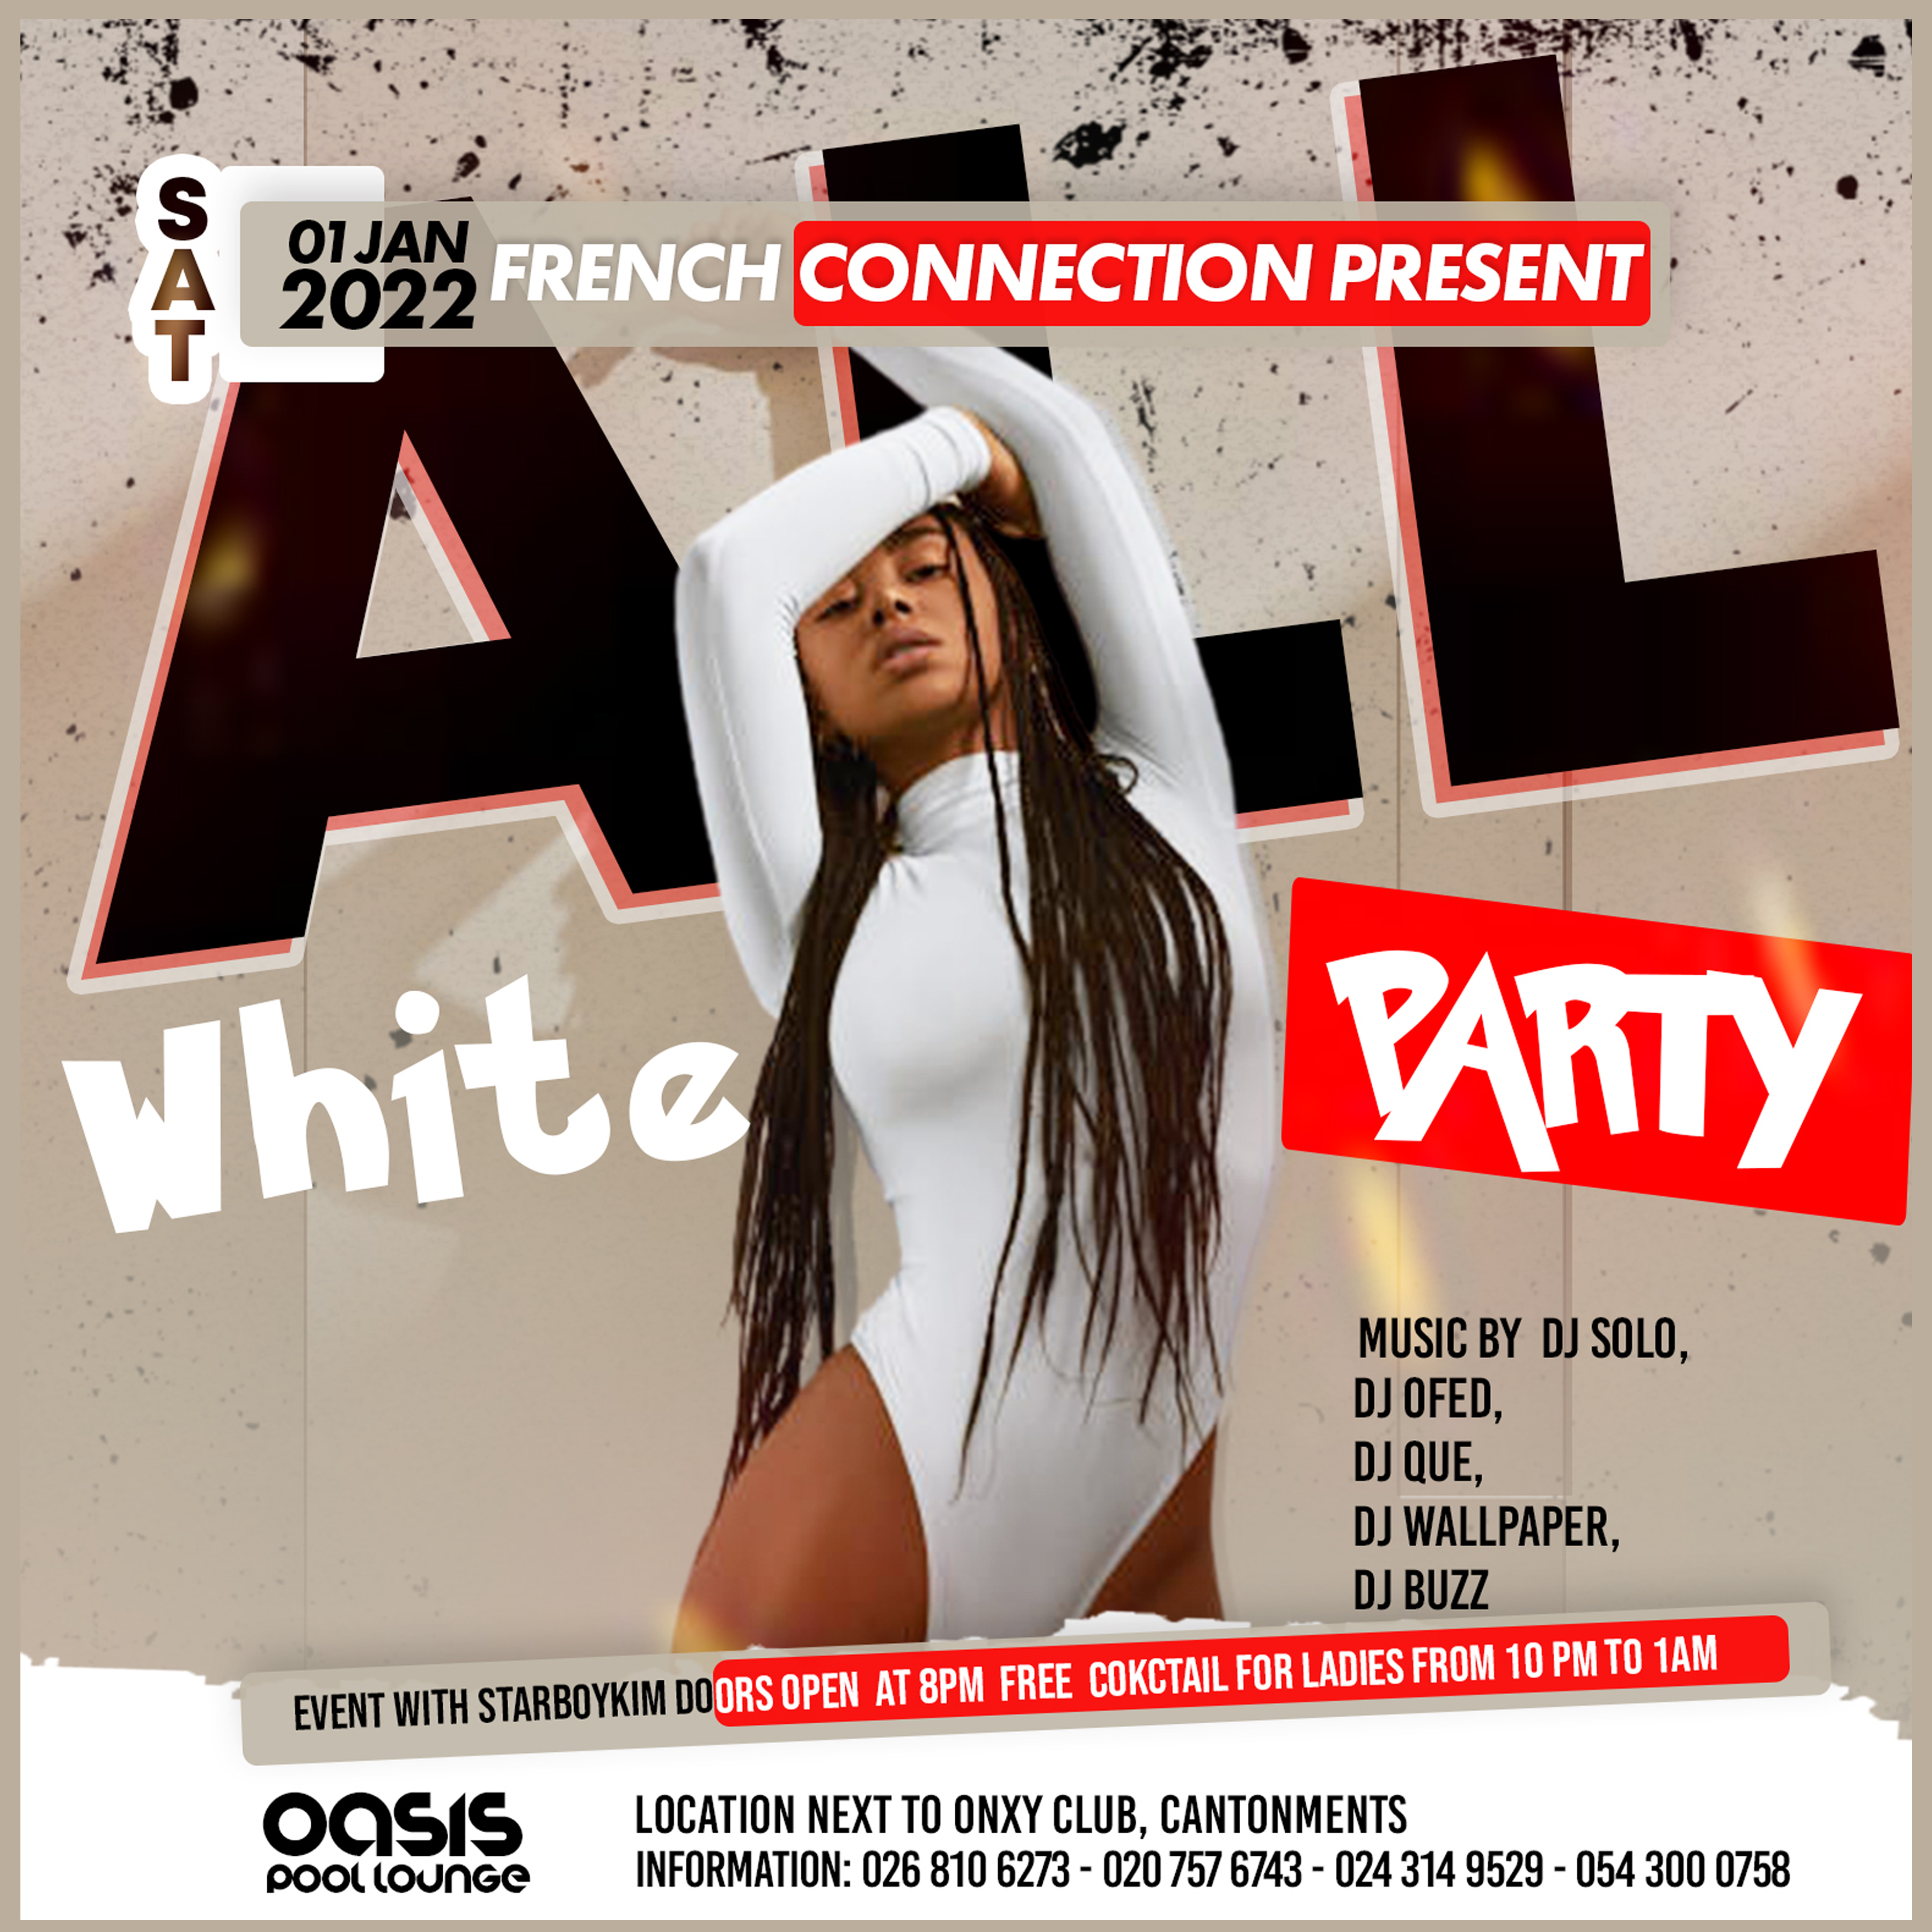 SAT
01 JAN
2022
FRENCH CONNECTION PRESENT
ALL
White
PARTY
MUSIC BY DJ SOLO,
DJ OFED,
DJ QUE,
DJ WALLPAPER,
DJ BUZZ
EVENT WITH STARBOYKIM DOORS OPEN AT 8PM FREE COKCTAIL FOR LADIES FROM 10 PM TO 1AM
OASIS
POOL LOUNGE
LOCATION NEXT TO ONXY CLUB, CANTONMENTS
INFORMATION: 026 810 6273 - 020 757 6743 - 024 314 9529 - 054 300 0758